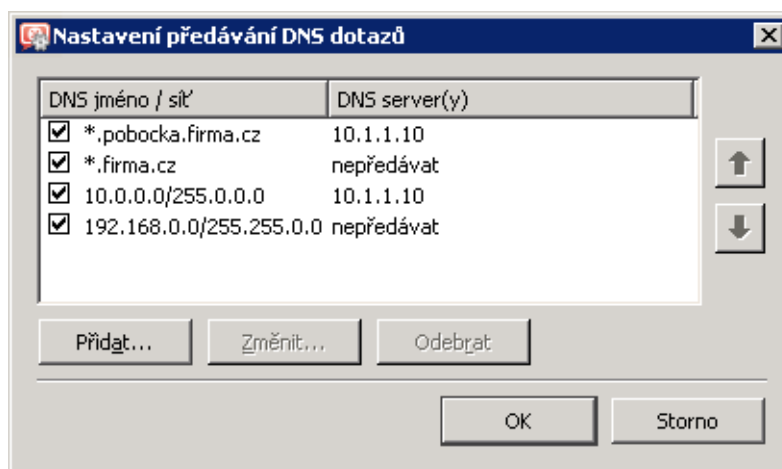 Nastavení předávání DNS dotazů
DNS jméno / síť DNS server(y)
*.pobocka.firma.cz 10.1.1.10
*.firma.cz nepředávat
10.0.0.0/255.0.0.0 10.1.1.10
192.168.0.0/255.255.0.0 nepředávat
Přidat... Změnit... Odebrat
OK Storno